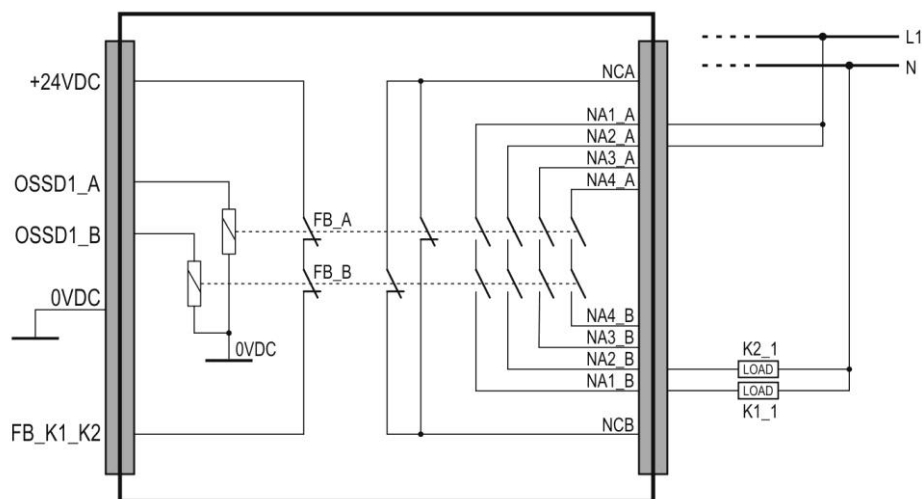 L1
N
+24VDC
NCA
NA1_A
NA2_A
NA3_A
NA4_A
OSSD1_A
FB_A
OSSD1_B
FB_B
0VDC
0VDC
NA4_B
NA3_B
NA2_B
NA1_B
K2_1
LOAD
LOAD
K1_1
FB_K1_K2
NCB